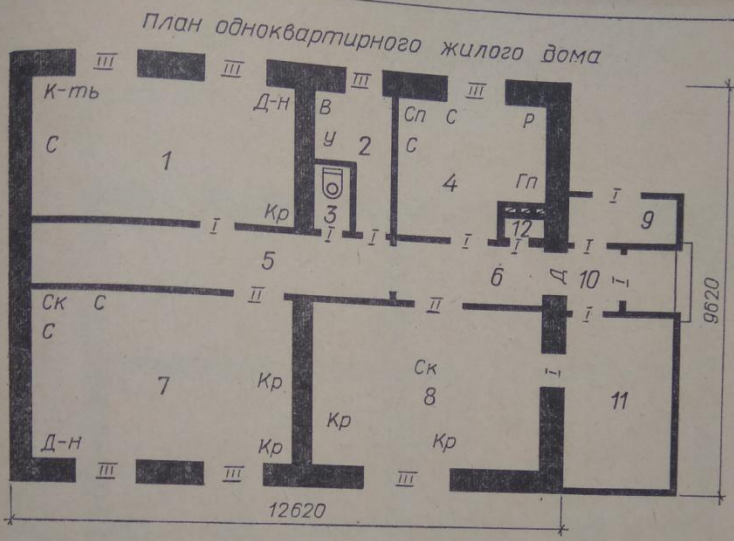 План одноквартирного жилого дома
III III III III
К-ть Д-н В Сп С Р
С У 2 С
1 4 Гп
3 12 9
Кр
I I I I I I I
5 6 Д 10 I
II II I
Ск С
С
7 Кр Ск I
8 11
Кр
Д-н Кр Кр
III III III
12620
9620